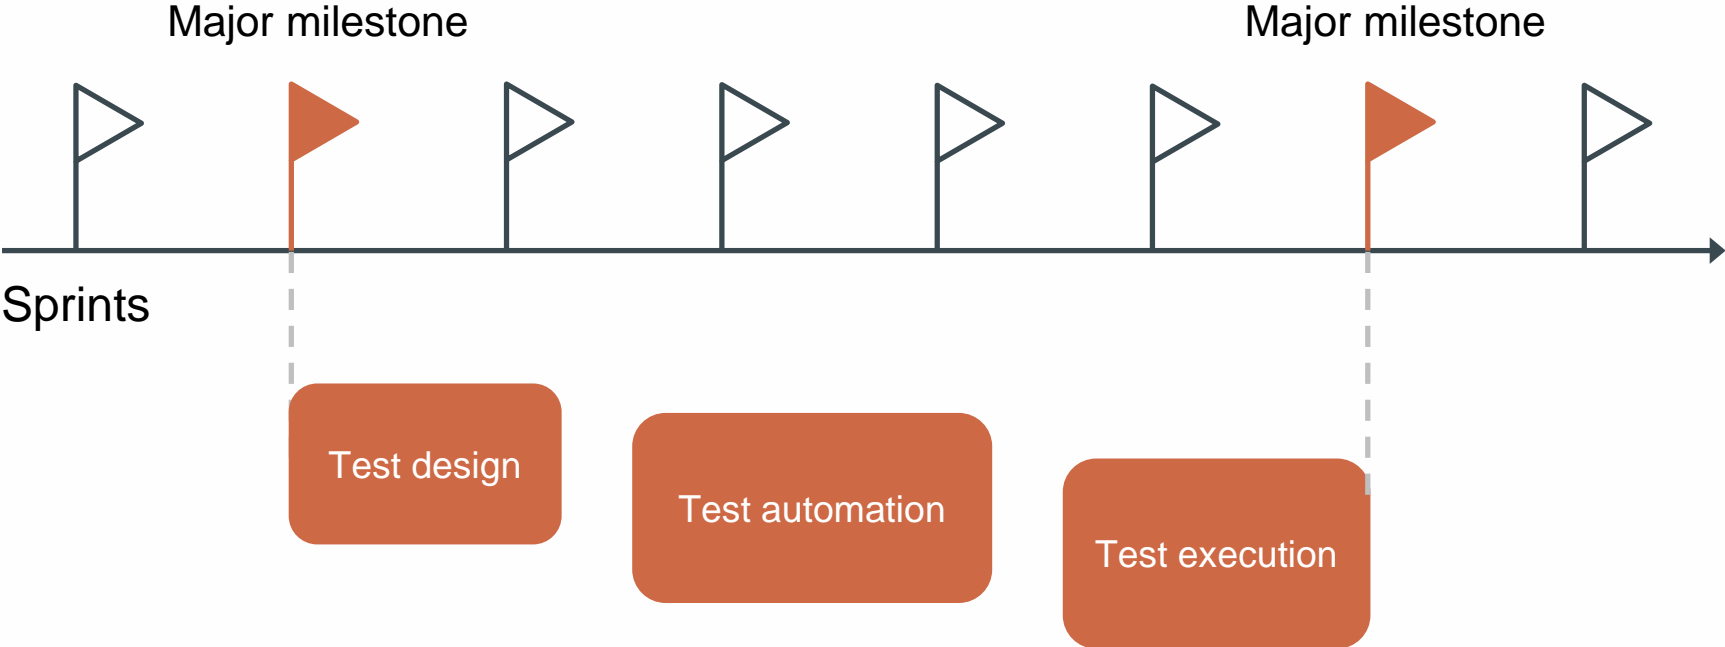 Major milestone
Major milestone
Sprints
Test design
Test automation
Test execution